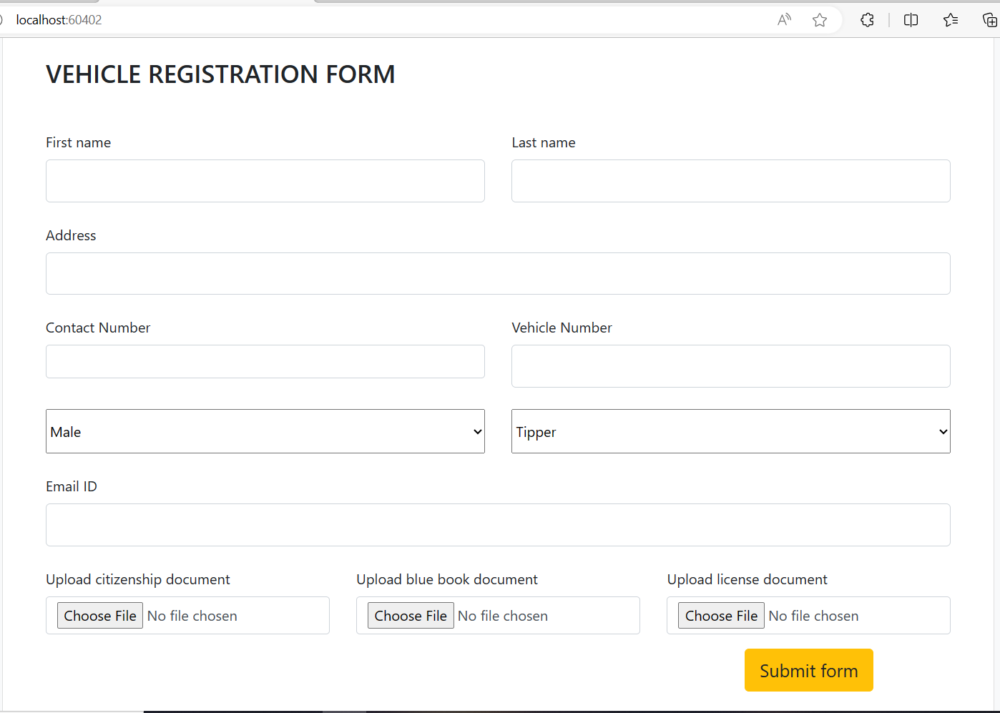 localhost:60402
VEHICLE REGISTRATION FORM
First name Last name
Address
Contact Number Vehicle Number
Male Tipper
Email ID
Upload citizenship document Upload blue book document Upload license document
Choose File No file chosen Choose File No file chosen Choose File No file chosen
Submit form